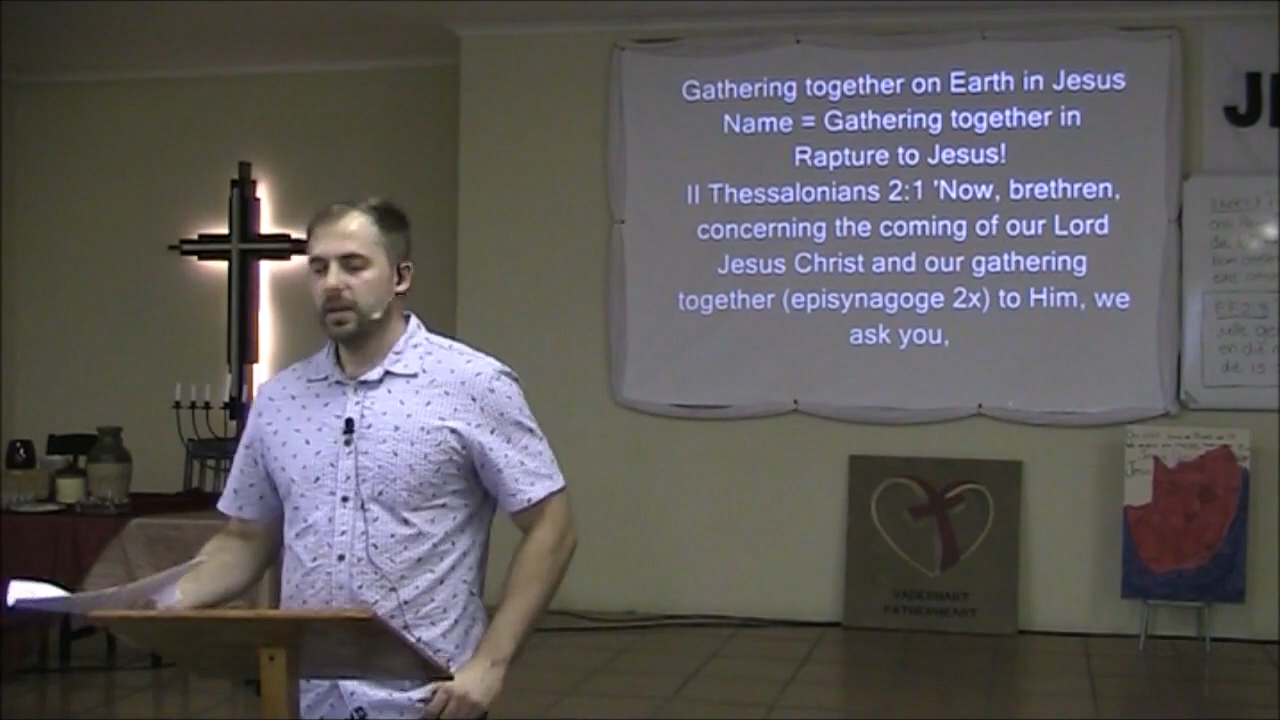 Gathering together on Earth in Jesus
Name = Gathering together in
Rapture to Jesus!
II Thessalonians 2:1 'Now, brethren,
concerning the coming of our Lord
Jesus Christ and our gathering
together (episynagoge 2x) to Him, we
ask you,
JE
VADERHART
FATHERHEART